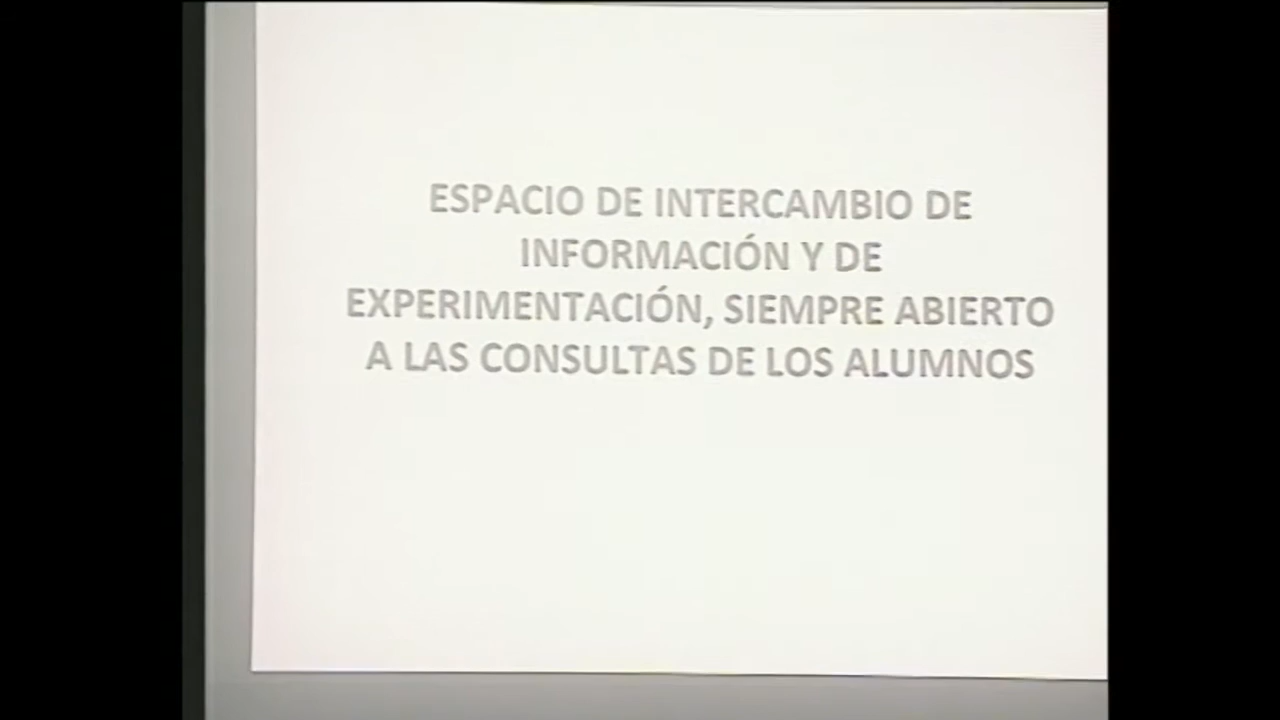 ESPACIO DE INTERCAMBIO DE
INFORMACIÓN Y DE
EXPERIMENTACIÓN, SIEMPRE ABIERTO
A LAS CONSULTAS DE LOS ALUMNOS